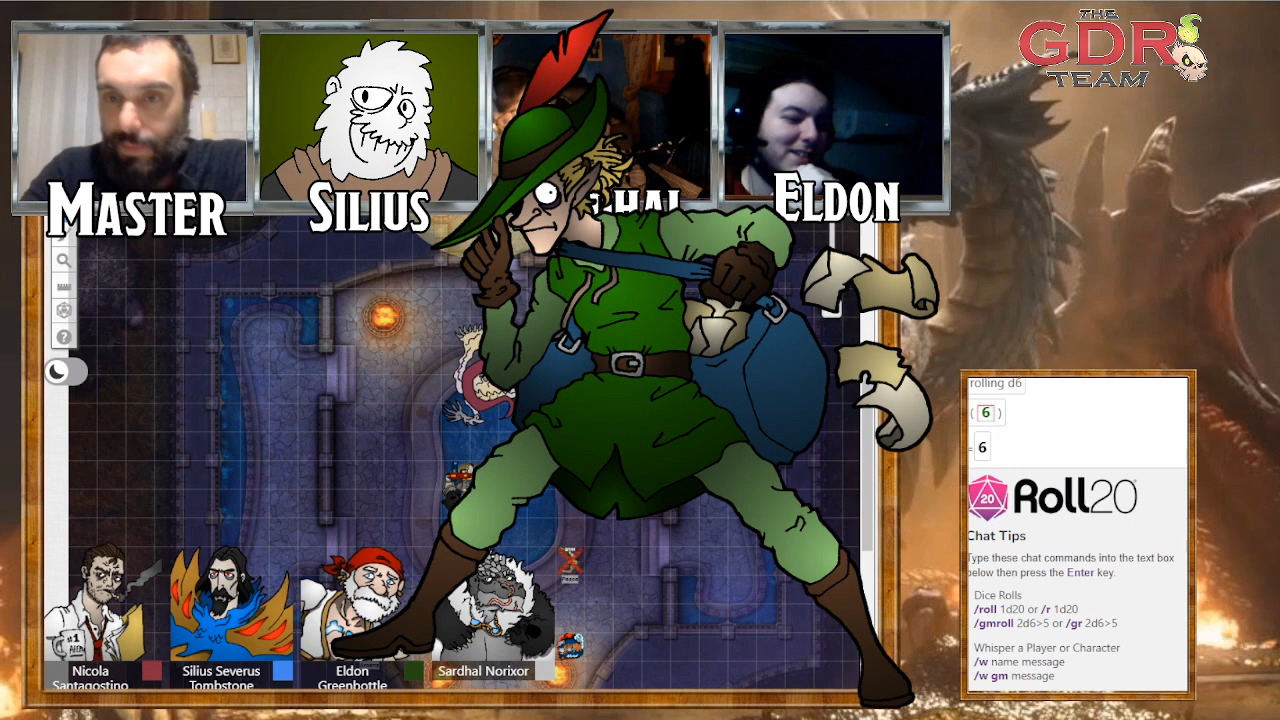 THE
GDR
TEAM
MASTER
SILIUS
ELDON
rolling d6
( 6 )
= 6
20
Roll20
Chat Tips
Type these chat commands into the text box
below then press the Enter key.
Dice Rolls
/roll 1d20 or /r 1d20
/gmroll 2d6>5 or /gr 2d6>5
Whisper a Player or Character
/w name message
/w gm message
?
#1
Nicola
Santagostino
Silius Severus
Tombstone
Eldon
Greenbottle
Sardhal Norixor